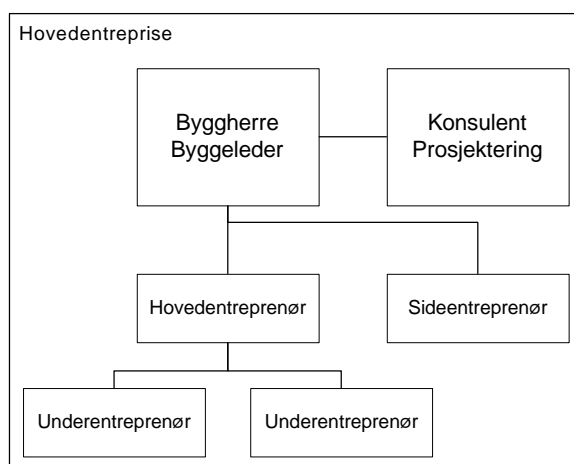 Hovedentreprise
Byggherre
Byggeleder
Konsulent
Prosjektering
Hovedentreprenør
Sideentreprenør
Underentreprenør
Underentreprenør